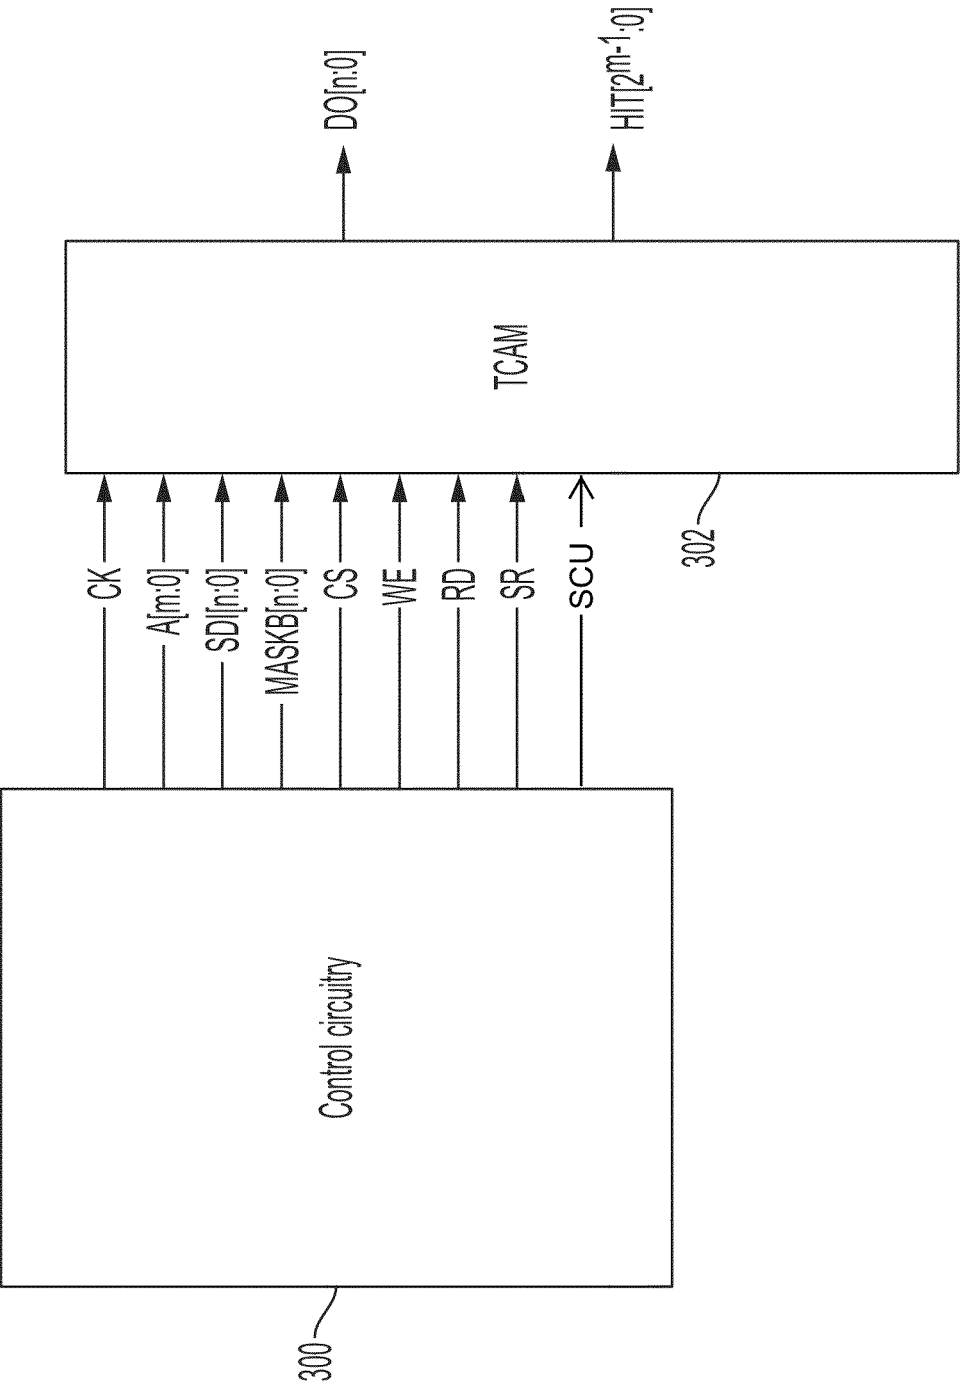 300
Control circuitry
CK
A[m:0]
SDI[n:0]
MASKB[n:0]
CS
WE
RD
SR
SCU
302
TCAM
DO[n:0]
HIT[2m-1:0]